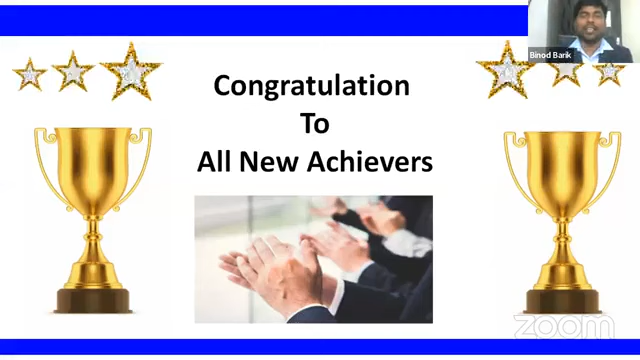 Binod Barik
Congratulation
To
All New Achievers
zoom